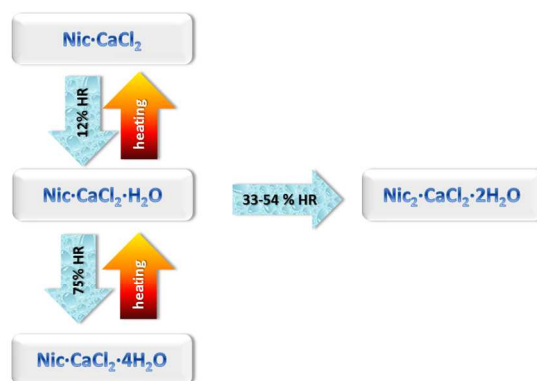 Nic·CaCl₂
12% HR
heating
Nic·CaCl₂·H₂O
33-54 % HR
Nic₂·CaCl₂·2H₂O
75% HR
heating
Nic·CaCl₂·4H₂O